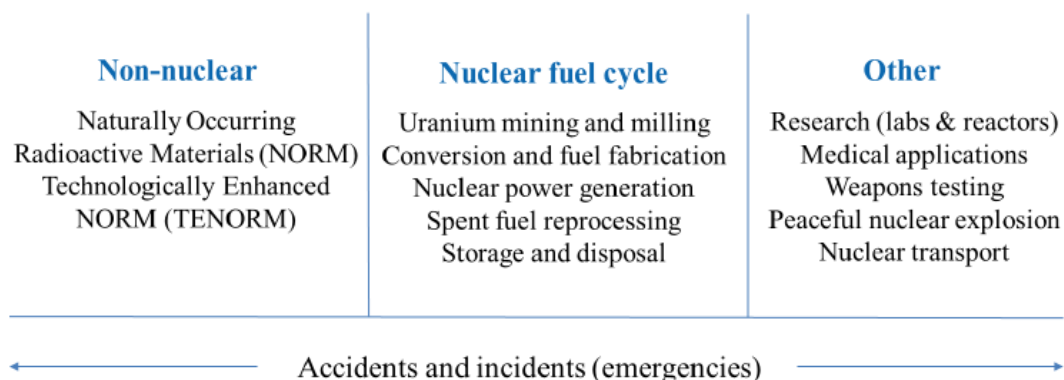 Non-nuclear
Naturally Occurring
Radioactive Materials (NORM)
Technologically Enhanced
NORM (TENORM)
Nuclear fuel cycle
Uranium mining and milling
Conversion and fuel fabrication
Nuclear power generation
Spent fuel reprocessing
Storage and disposal
Other
Research (labs & reactors)
Medical applications
Weapons testing
Peaceful nuclear explosion
Nuclear transport
Accidents and incidents (emergencies)